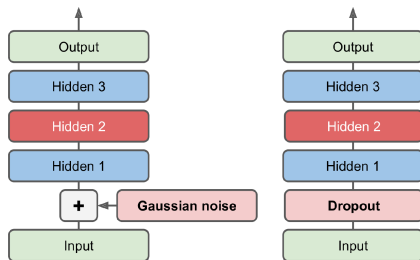 Output
Hidden 3
Hidden 2
Hidden 1
+
Gaussian noise
Input
Output
Hidden 3
Hidden 2
Hidden 1
Dropout
Input